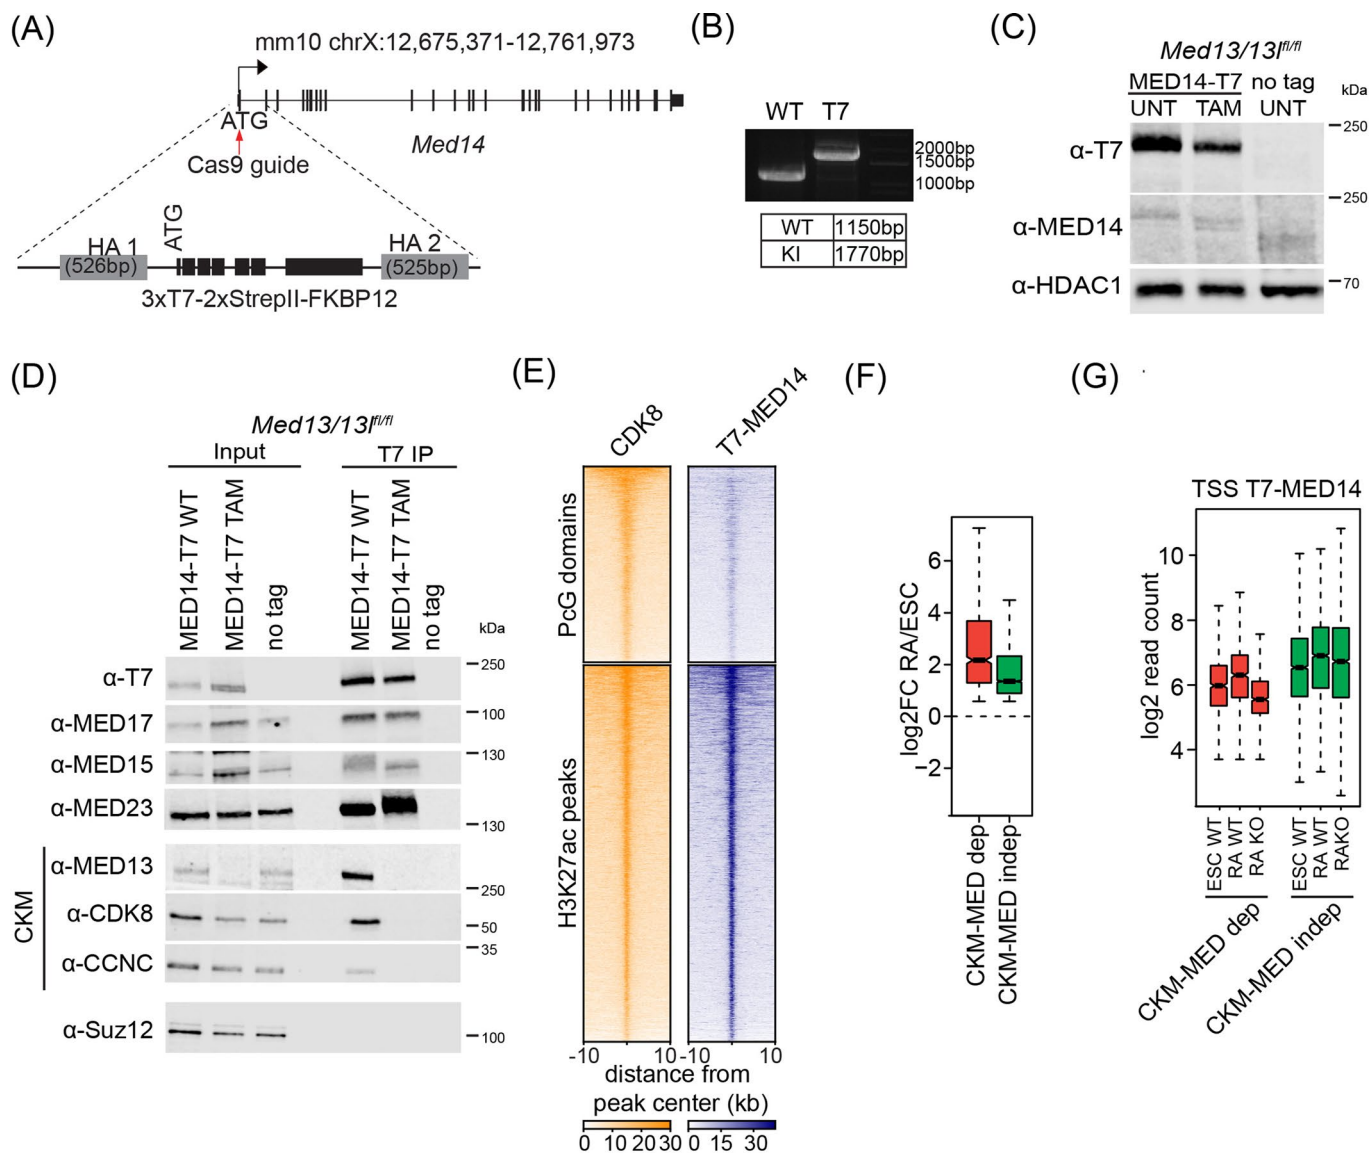 (A)
mm10 chrX:12,675,371-12,761,973
ATG
Med14
Cas9 guide
ATG
HA 1
(526bp)
HA 2
(525bp)
3xT7-2xStrepII-FKBP12
(B)
WT T7
2000bp
1500bp
1000bp
WT 1150bp
KI 1770bp
(C)
Med13/13l^fl/fl
MED14-T7 no tag
UNT TAM UNT
kDa
250
α-T7
250
α-MED14
70
α-HDAC1
(D)
Med13/13l^fl/fl
Input T7 IP
MED14-T7 WT
MED14-T7 TAM
no tag
MED14-T7 WT
MED14-T7 TAM
no tag
kDa
α-T7 250
α-MED17 100
α-MED15 130
α-MED23 130
CKM
α-MED13 250
α-CDK8 50
α-CCNC 35
α-Suz12 100
(E)
CDK8
T7-MED14
PcG domains
H3K27ac peaks
-10 10 -10 10
distance from
peak center (kb)
0 10 20 30
0 15 30
(F)
log2FC RA/ESC
6
4
2
0
−2
CKM-MED dep
CKM-MED indep
(G)
TSS T7-MED14
log2 read count
10
8
6
4
ESC WT
RA WT
RA KO
ESC WT
RA WT
RAKO
CKM-MED dep
CKM-MED indep